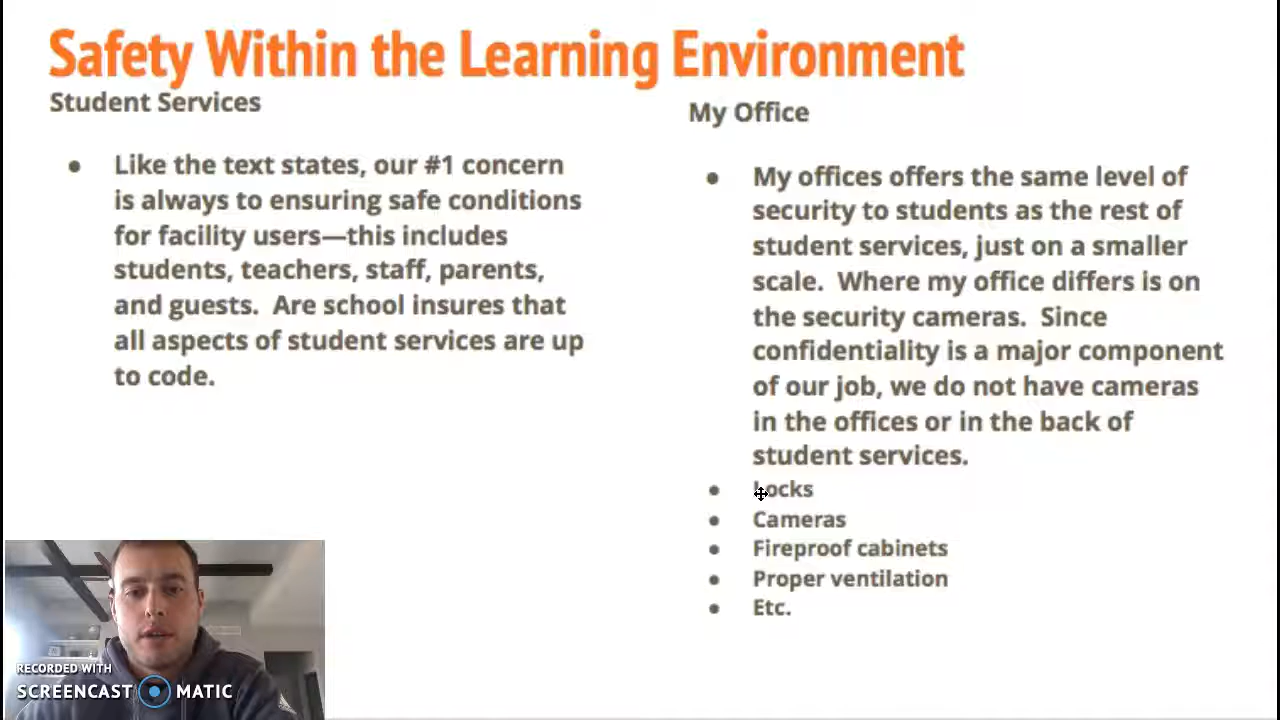 Safety Within the Learning Environment
Student Services
Like the text states, our #1 concern
is always to ensuring safe conditions
for facility users—this includes
students, teachers, staff, parents,
and guests.  Are school insures that
all aspects of student services are up
to code.
My Office
My offices offers the same level of
security to students as the rest of
student services, just on a smaller
scale.  Where my office differs is on
the security cameras.  Since
confidentiality is a major component
of our job, we do not have cameras
in the offices or in the back of
student services.
Locks
Cameras
Fireproof cabinets
Proper ventilation
Etc.
RECORDED WITH
SCREENCAST MATIC